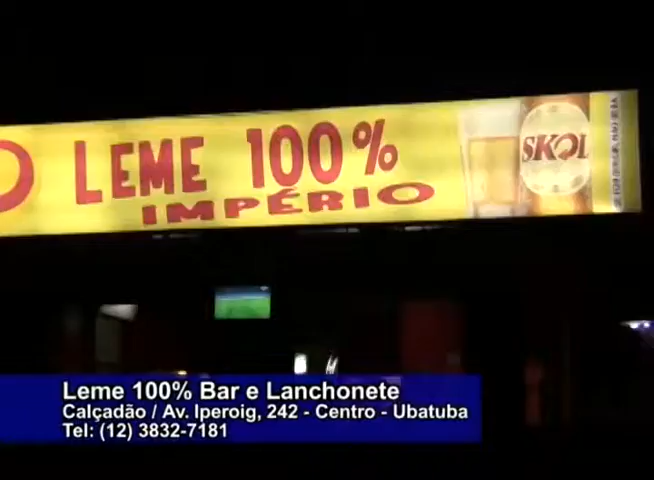 LEME 100%
IMPÉRIO
SKOL
Leme 100% Bar e Lanchonete
Calçadão / Av. Iperoig, 242 - Centro - Ubatuba
Tel: (12) 3832-7181